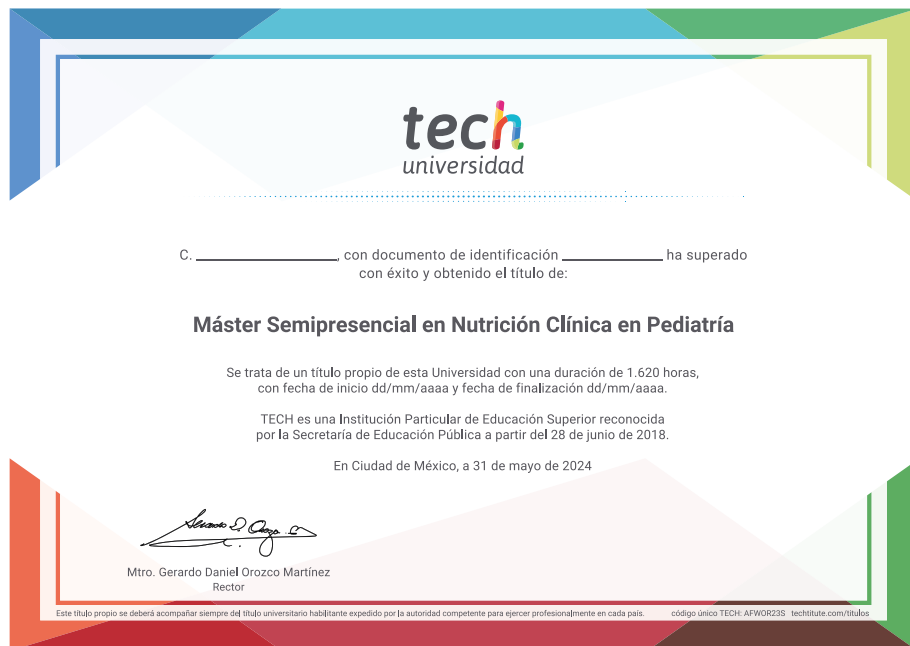 tech
universidad
C. ____________, con documento de identificación ____________ ha superado
con éxito y obtenido el título de:
Máster Semipresencial en Nutrición Clínica en Pediatría
Se trata de un título propio de esta Universidad con una duración de 1.620 horas,
con fecha de inicio dd/mm/aaaa y fecha de finalización dd/mm/aaaa.
TECH es una Institución Particular de Educación Superior reconocida
por la Secretaría de Educación Pública a partir del 28 de junio de 2018.
En Ciudad de México, a 31 de mayo de 2024
Mtro. Gerardo Daniel Orozco Martínez
Rector
Este título propio se deberá acompañar siempre del título universitario habilitante expedido por la autoridad competente para ejercer profesionalmente en cada país. código único TECH: AFWOR23S techtitute.com/titulos